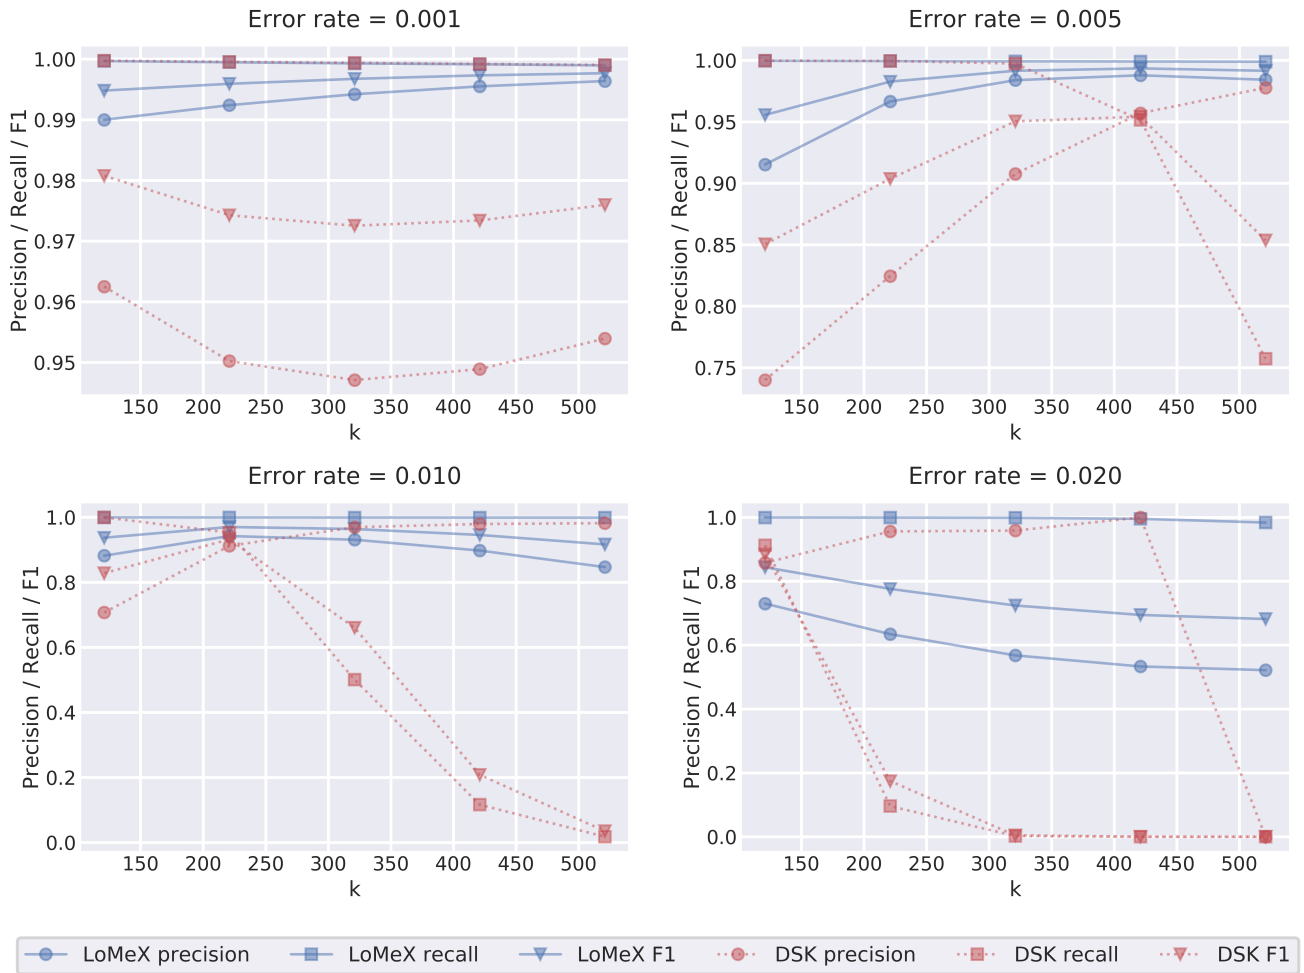 Error rate = 0.001
Precision / Recall / F1
1.00
0.99
0.98
0.97
0.96
0.95
150 200 250 300 350 400 450 500
k
Error rate = 0.005
Precision / Recall / F1
1.00
0.95
0.90
0.85
0.80
0.75
150 200 250 300 350 400 450 500
k
Error rate = 0.010
Precision / Recall / F1
1.0
0.8
0.6
0.4
0.2
0.0
150 200 250 300 350 400 450 500
k
Error rate = 0.020
Precision / Recall / F1
1.0
0.8
0.6
0.4
0.2
0.0
150 200 250 300 350 400 450 500
k
LoMeX precision LoMeX recall LoMeX F1 DSK precision DSK recall DSK F1